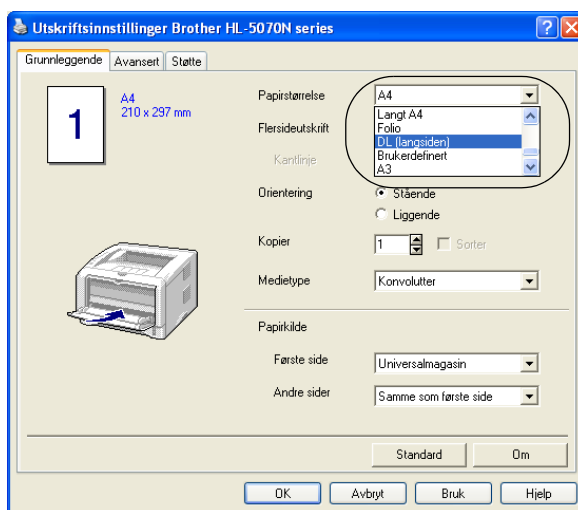 Utskriftsinnstillinger Brother HL-5070N series
Grunnleggende Avansert Støtte
1
A4
210 x 297 mm
Papirstørrelse A4
Langt A4
Folio
DL (langsiden)
Brukerdefinert
A3
Flersideutskrift
Kantlinje
Orientering Stående
Liggende
Kopier 1 Sorter
Medietype Konvolutter
Papirkilde
Første side Universalmagasin
Andre sider Samme som første side
Standard Om
OK Avbryt Bruk Hjelp